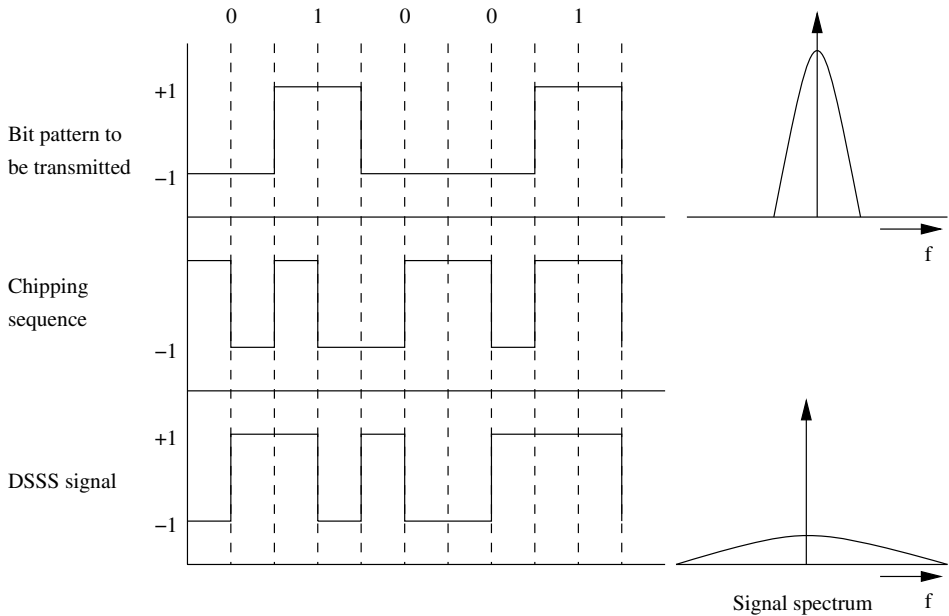 0 1 0 0 1
+1
Bit pattern to
be transmitted
−1
f
Chipping
sequence
−1
+1
DSSS signal
−1
Signal spectrum
f